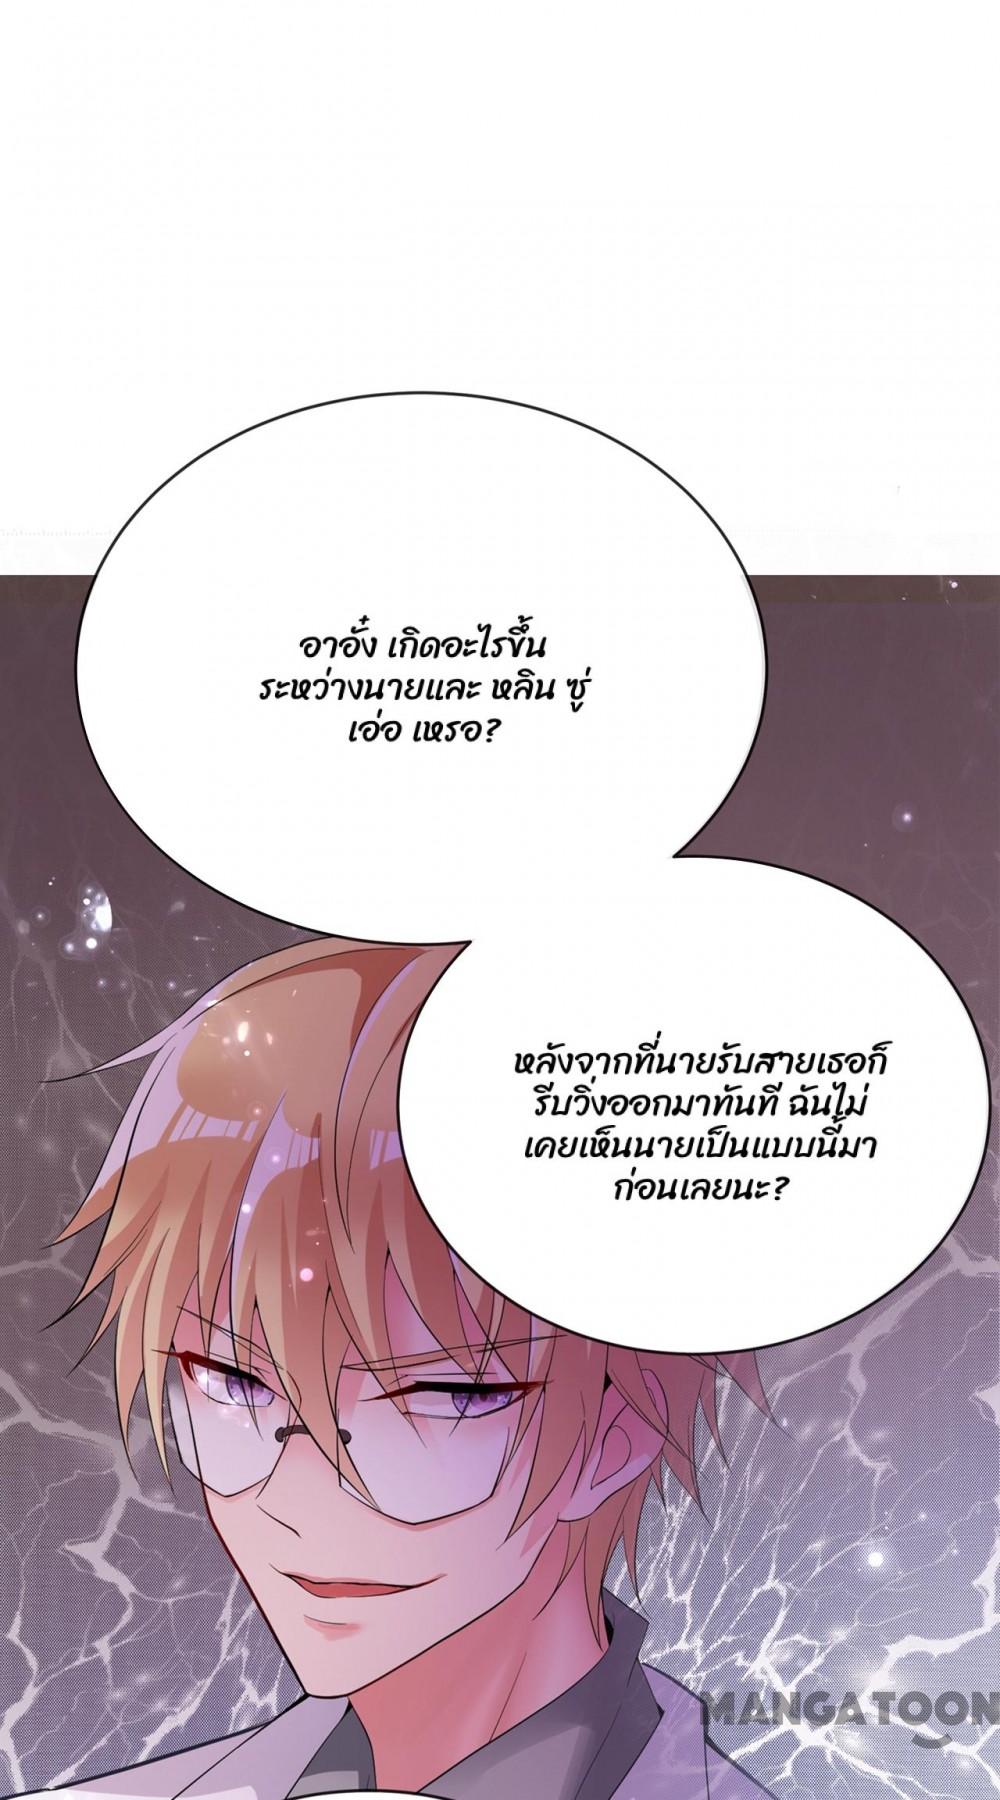 อาอั๋ง เกิดอะไรขึ้น
ระหว่างนายและ หลิน ซู่
เอ่อ เหรอ?
หลังจากที่นายรับสายเธอก็
รีบวิ่งออกมาทันที ฉันไม่
เคยเห็นนายเป็นแบบนี้มา
ก่อนเลยนะ?
MANGATOON